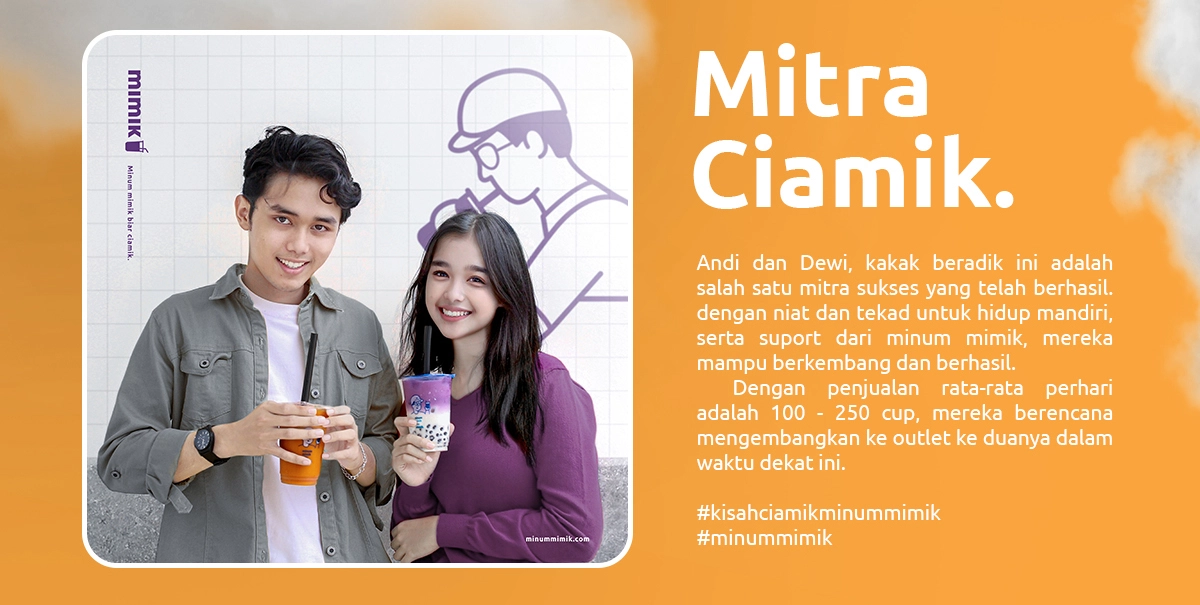 mimik
Minum mimik biar ciamik.
minummimik.com
Mitra
Ciamik.
Andi dan Dewi, kakak beradik ini adalah
salah satu mitra sukses yang telah berhasil.
dengan niat dan tekad untuk hidup mandiri,
serta suport dari minum mimik, mereka
mampu berkembang dan berhasil.
Dengan penjualan rata-rata perhari
adalah 100 - 250 cup, mereka berencana
mengembangkan ke outlet ke duanya dalam
waktu dekat ini.
#kisahciamikminummimik
#minummimik